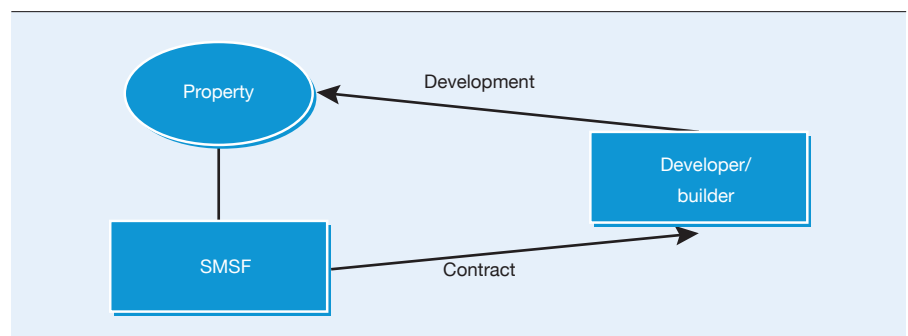 Property
Development
Developer/
builder
SMSF
Contract